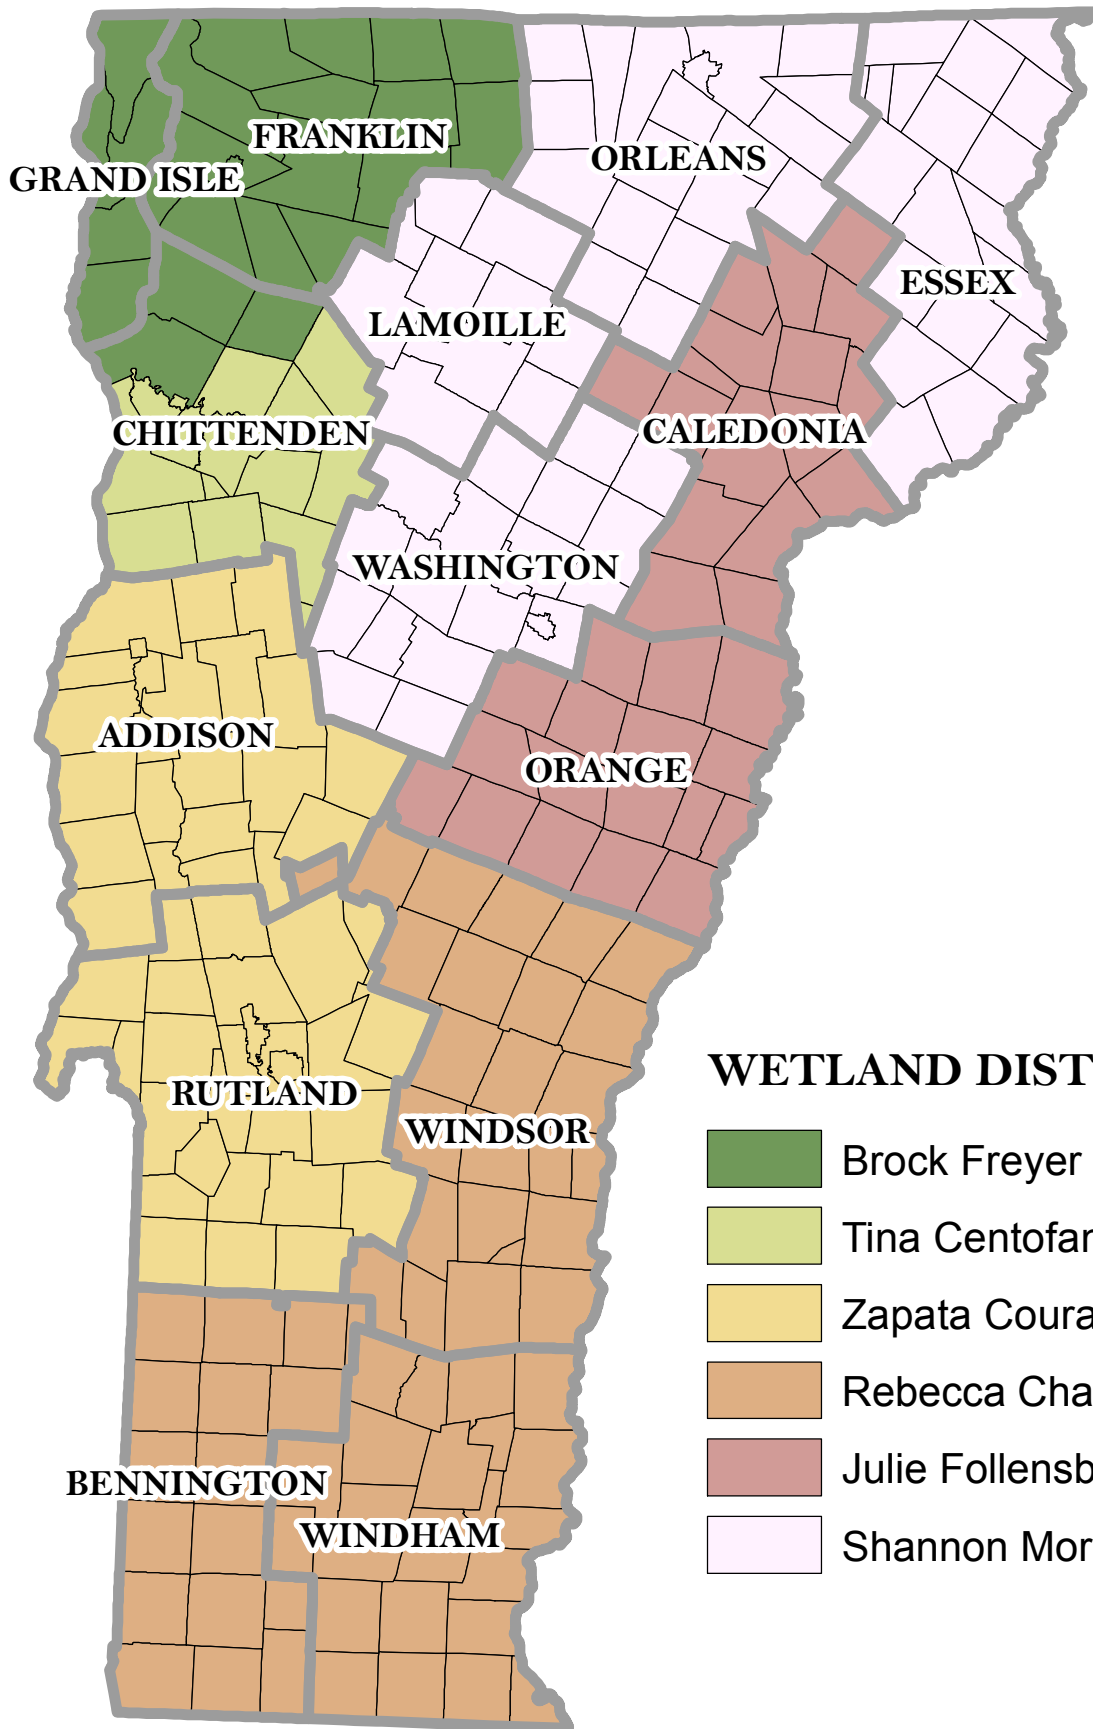 FRANKLIN
ORLEANS
GRAND ISLE
ESSEX
LAMOILLE
CHITTENDEN
CALEDONIA
WASHINGTON
ADDISON
ORANGE
WETLAND DIST
RUTLAND
WINDSOR
Brock Freyer
Tina Centofan
Zapata Coura
Rebecca Cha
Julie Follensb
Shannon Mor
BENNINGTON
WINDHAM